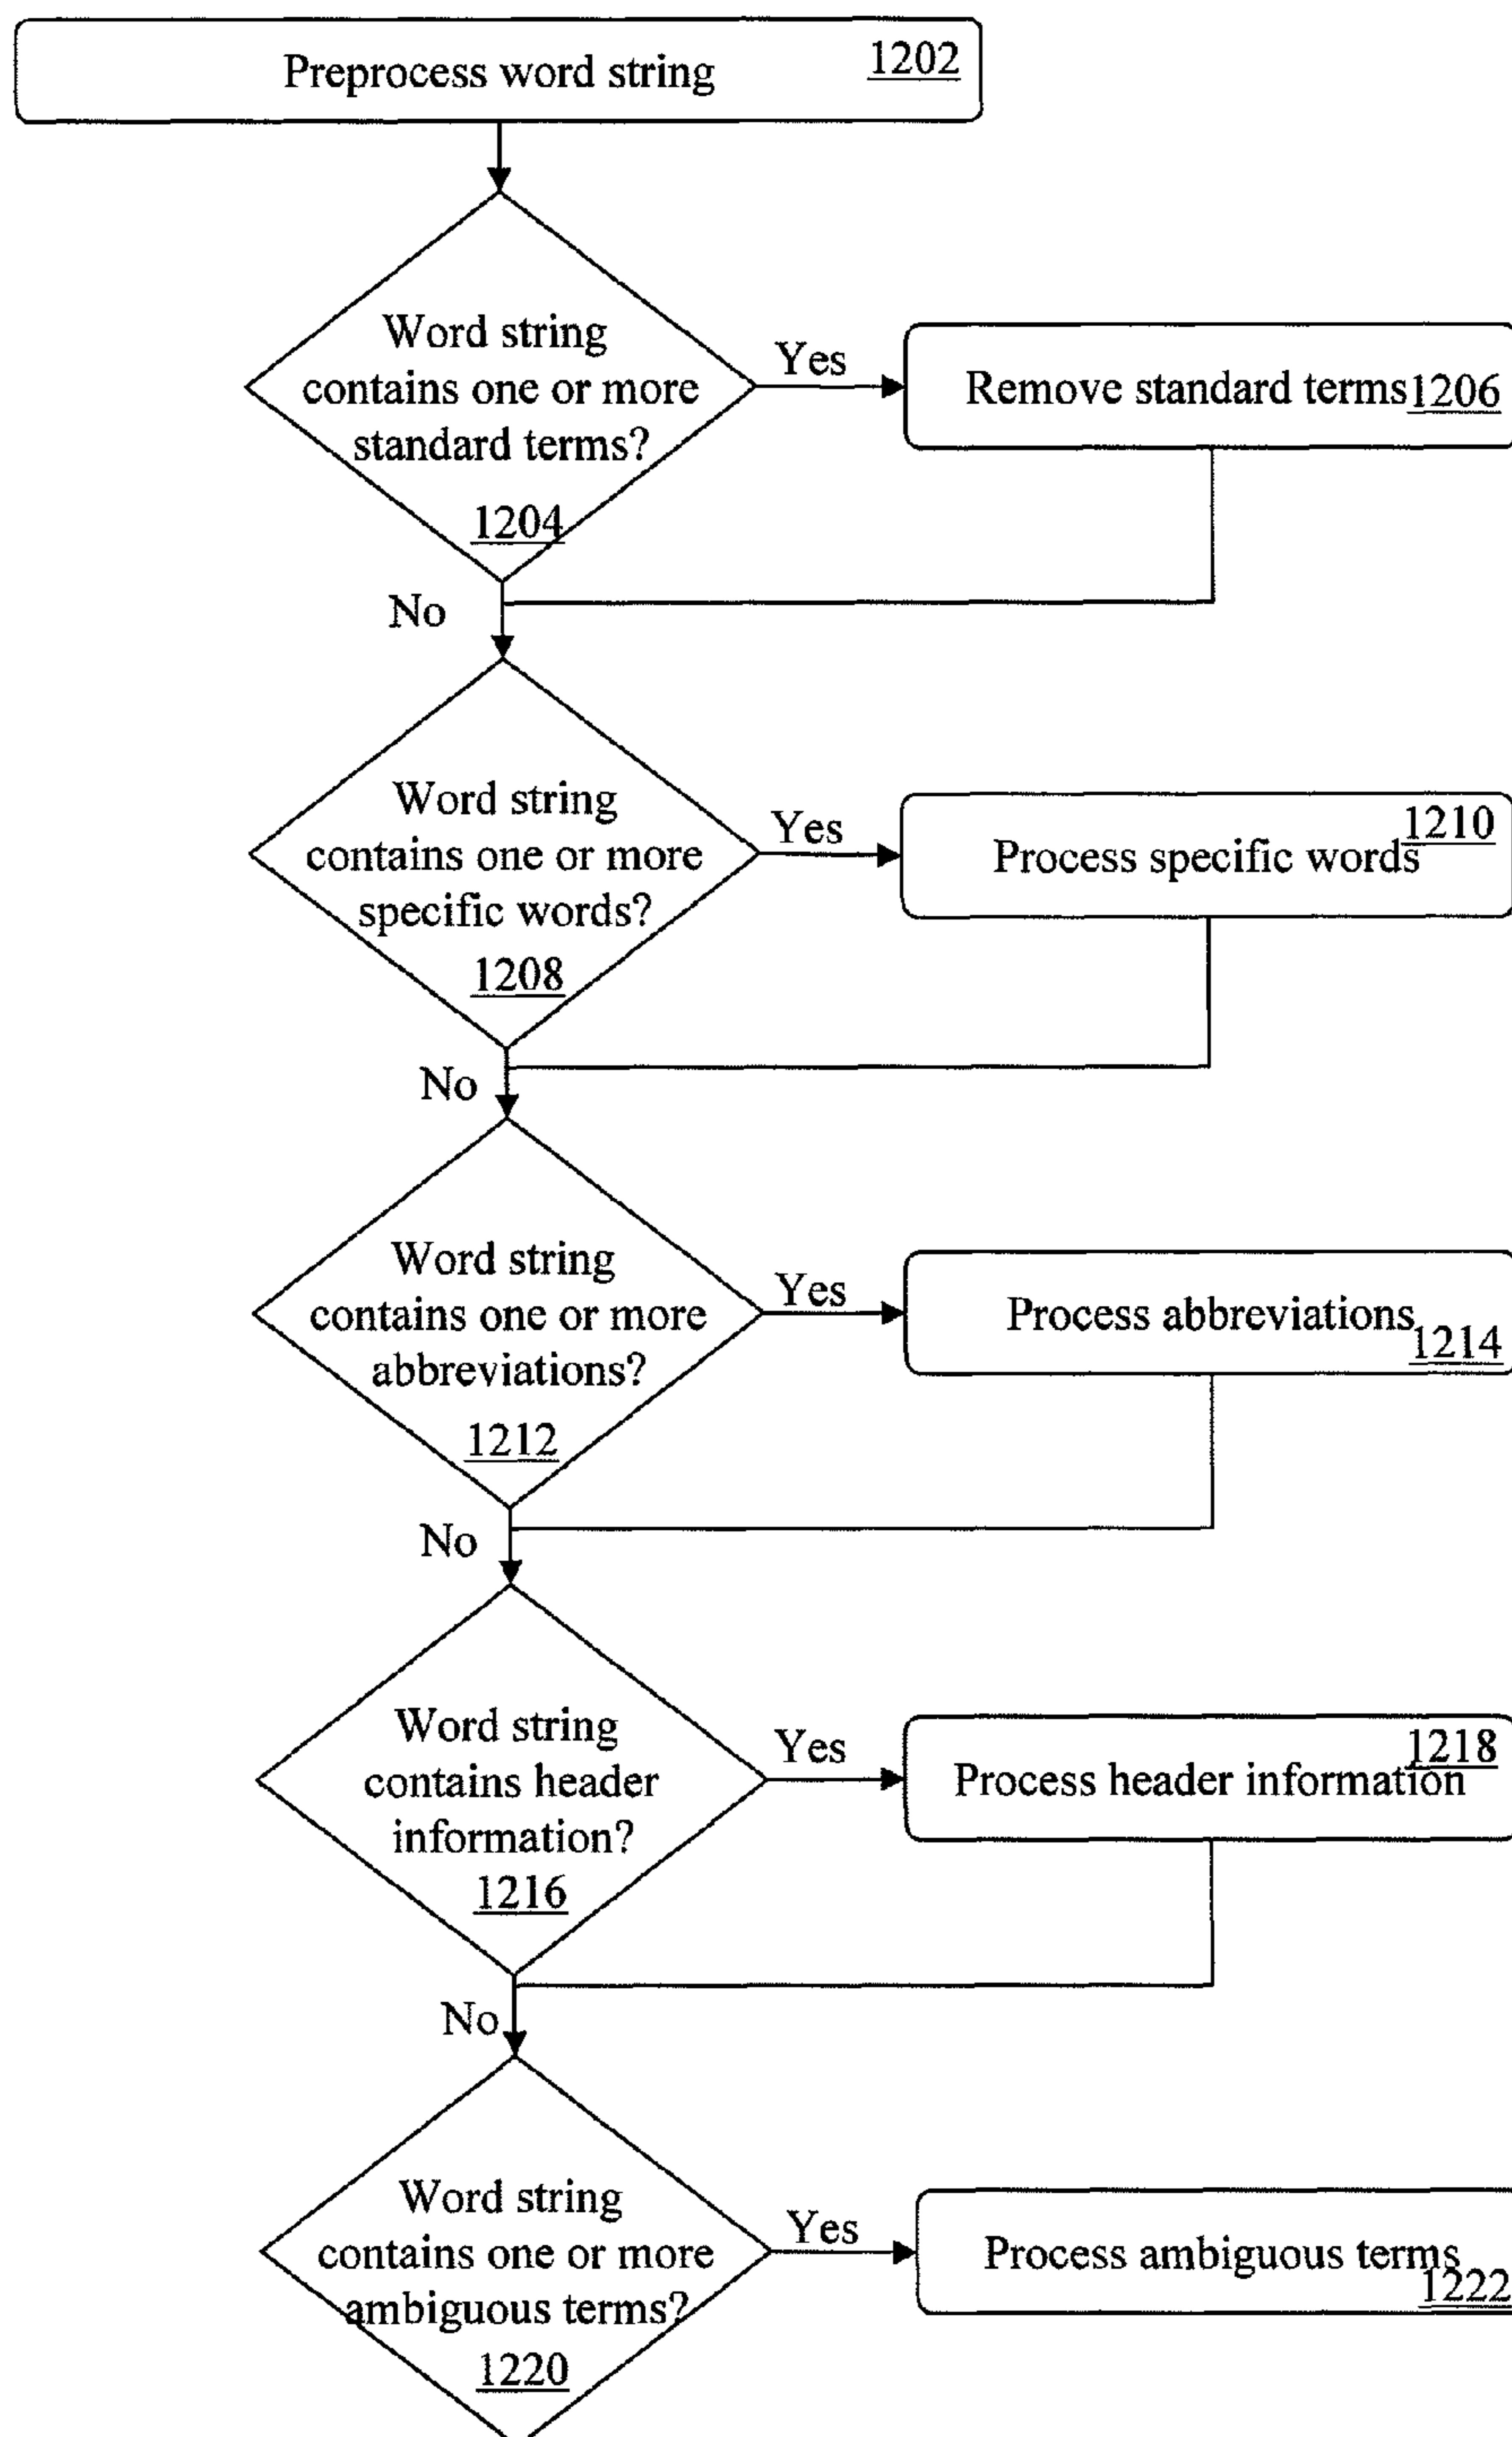 Preprocess word string 1202
Word string
contains one or more
standard terms?
1204
Yes
Remove standard terms 1206
No
Word string
contains one or more
specific words?
1208
Yes
1210
Process specific words
No
Word string
contains one or more
abbreviations?
1212
Yes
Process abbreviations
1214
No
Word string
contains header
information?
1216
Yes
1218
Process header information
No
Word string
contains one or more
ambiguous terms?
1220
Yes
Process ambiguous terms
1222